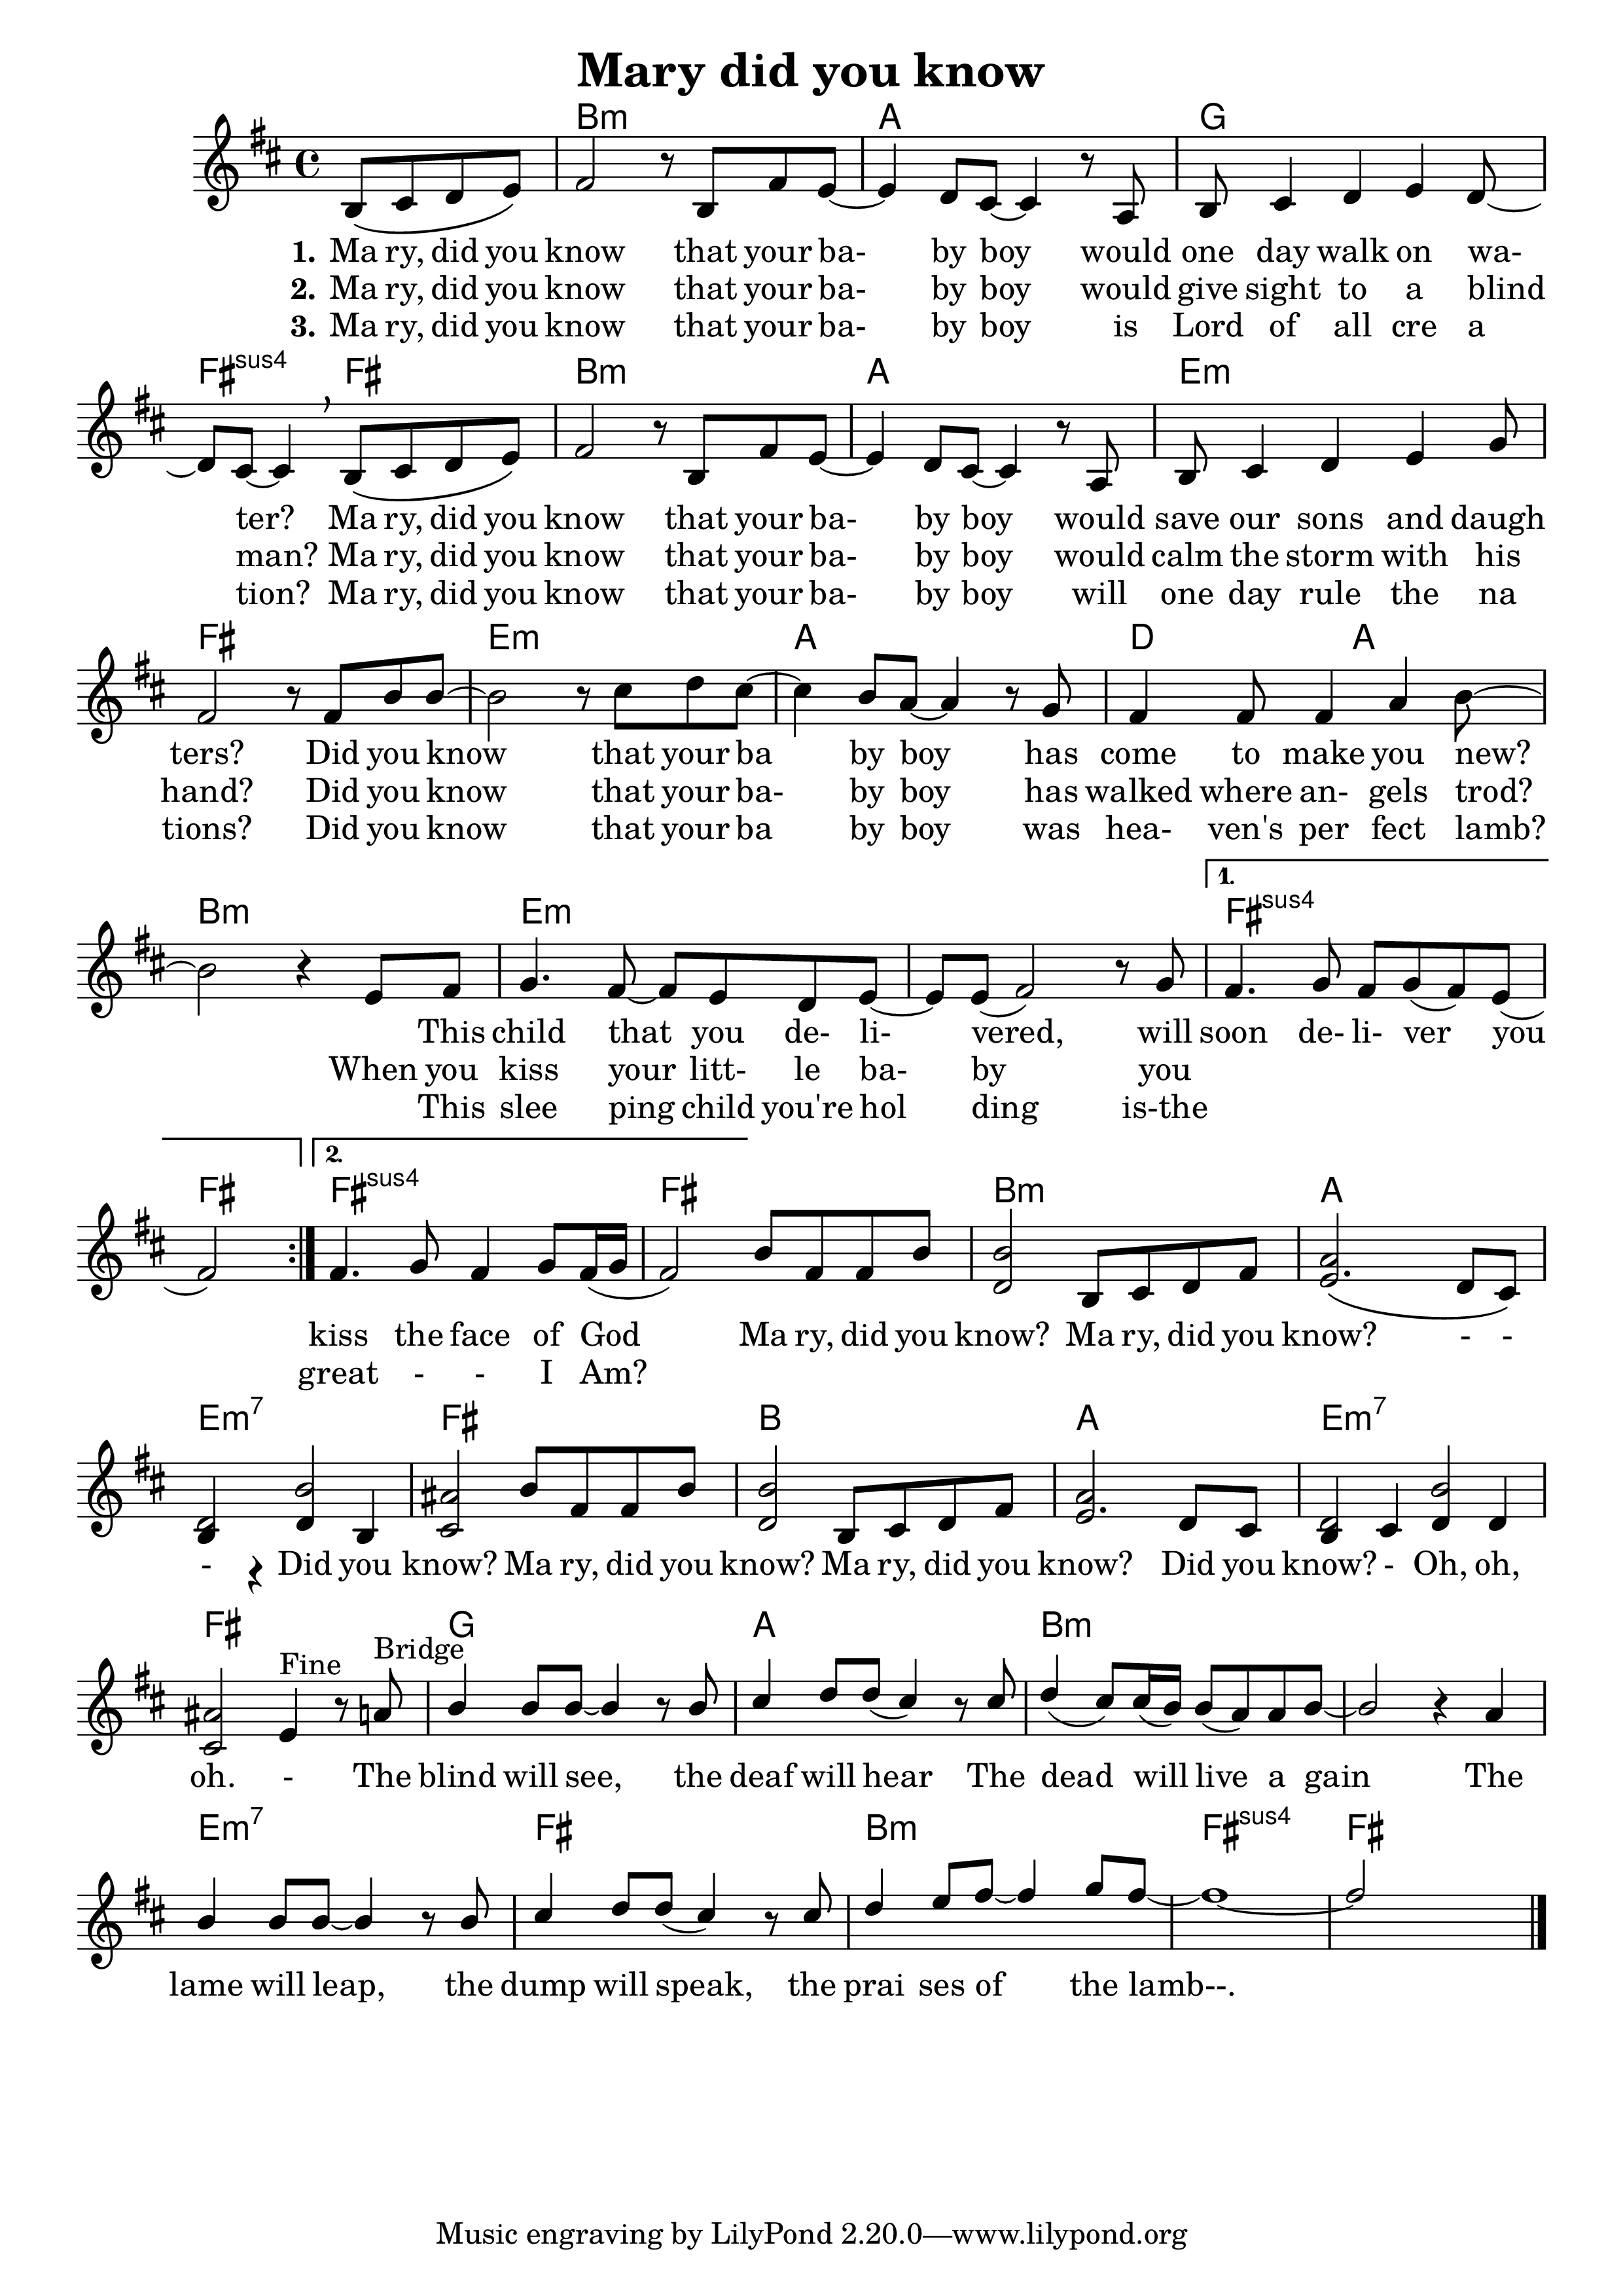 Mary did you know
Bm A G
1. Ma ry, did you know that your ba- by boy would one day walk on wa-
2. Ma ry, did you know that your ba- by boy would give sight to a blind
3. Ma ry, did you know that your ba- by boy is Lord of all cre a
F♯sus4 F♯ Bm A Em
ter? Ma ry, did you know that your ba- by boy would save our sons and daugh
man? Ma ry, did you know that your ba- by boy would calm the storm with his
tion? Ma ry, did you know that your ba- by boy will one day rule the na
F♯ Em A D A
ters? Did you know that your ba by boy has come to make you new?
hand? Did you know that your ba- by boy has walked where an- gels trod?
tions? Did you know that your ba by boy was hea- ven's per fect lamb?
1.
Bm Em F♯sus4
This child that you de- li- vered, will soon de- li- ver you
When you kiss your litt- le ba- by you
This slee ping child you're hol ding is-the
2.
F♯ F♯sus4 F♯ Bm A
kiss the face of God Ma ry, did you know? Ma ry, did you know? - -
great - - I Am?
Em7 F♯ B A Em7
- Did you know? Ma ry, did you know? Ma ry, did you know? Did you know? - Oh, oh,
F♯ G A Bm
Fine Bridge
oh. - The blind will see, the deaf will hear The dead will live a gain The
Em7 F♯ Bm F♯sus4 F♯
lame will leap, the dump will speak, the prai ses of the lamb--.
Music engraving by LilyPond 2.20.0—www.lilypond.org